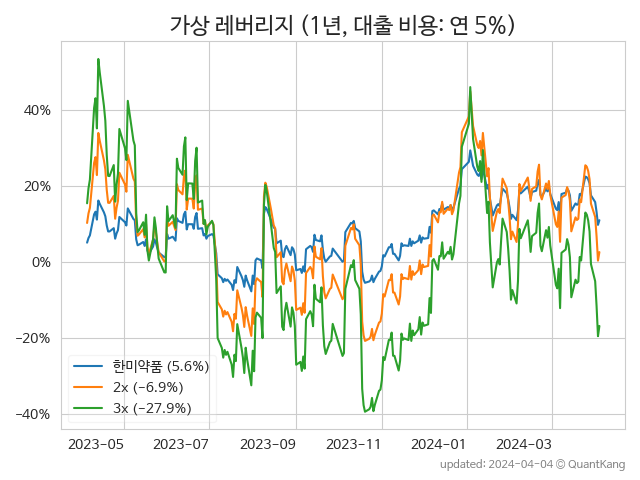 가상 레버리지 (1년, 대출 비용: 연 5%)
40%
20%
0%
−20%
−40%
한미약품 (5.6%)
2x (−6.9%)
3x (−27.9%)
2023-05
2023-07
2023-09
2023-11
2024-01
2024-03
updated: 2024-04-04 © QuantKang